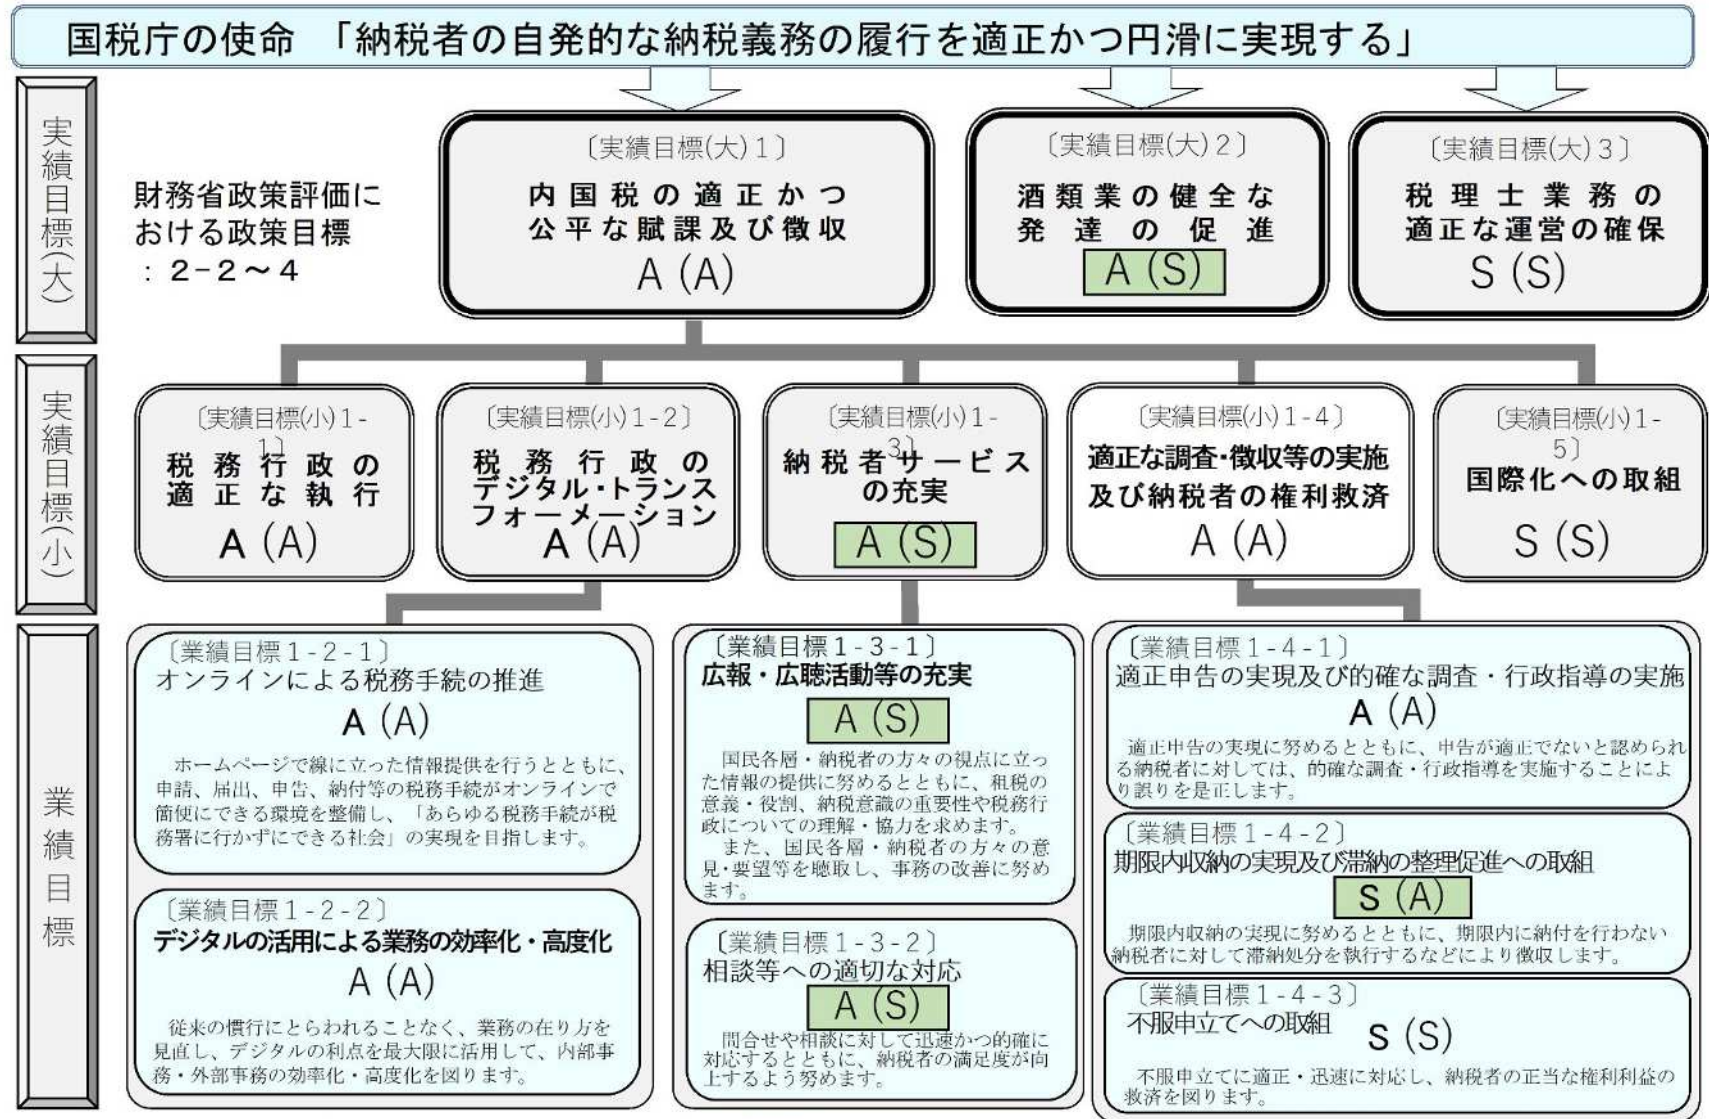 国税庁の使命 「納税者の自発的な納税義務の履行を適正かつ円滑に実現する」
実績目標(大)
財務省政策評価に
おける政策目標
：２−２〜４
〔実績目標(大)１〕
内国税の適正かつ
公平な賦課及び徴収
A（A）
〔実績目標(大)２〕
酒類業の健全な
発達の促進
A（S）
〔実績目標(大)３〕
税理士業務の
適正な運営の確保
S（S）
実績目標(小)
〔実績目標(小)１-
１〕
税務行政の
適正な執行
A（A）
〔実績目標(小)１-２〕
税務行政の
デジタル・トランス
フォーメーション
A（A）
〔実績目標(小)１-
３〕
納税者サービス
の充実
A（S）
〔実績目標(小)１-４〕
適正な調査・徴収等の実施
及び納税者の権利救済
A（A）
〔実績目標(小)１-
５〕
国際化への取組
S（S）
業績目標
〔業績目標１-２-１〕
オンラインによる税務手続の推進
A（A）
ホームページで線に立った情報提供を行うとともに、
申請、届出、申告、納付等の税務手続がオンラインで
簡便にできる環境を整備し、「あらゆる税務手続が税
務署に行かずにできる社会」の実現を目指します。
〔業績目標１-２-２〕
デジタルの活用による業務の効率化・高度化
A（A）
従来の慣行にとらわれることなく、業務の在り方を
見直し、デジタルの利点を最大限に活用して、内部事
務・外部事務の効率化・高度化を図ります。
〔業績目標１-３-１〕
広報・広聴活動等の充実
A（S）
国民各層・納税者の方々の視点に立っ
た情報の提供に努めるとともに、租税の
意義・役割、納税意識の重要性や税務行
政についての理解・協力を求めます。
また、国民各層・納税者の方々の意
見・要望等を聴取し、事務の改善に努め
ます。
〔業績目標１-３-２〕
相談等への適切な対応
A（S）
問合せや相談に対して迅速かつ的確に
対応するとともに、納税者の満足度が向
上するよう努めます。
〔業績目標１-４-１〕
適正申告の実現及び的確な調査・行政指導の実施
A（A）
適正申告の実現に努めるとともに、申告が適正でないと認められ
る納税者に対しては、的確な調査・行政指導を実施することによ
り誤りを是正します。
〔業績目標１-４-２〕
期限内収納の実現及び滞納の整理促進への取組
S（A）
期限内収納の実現に努めるとともに、期限内に納付を行わない
納税者に対して滞納処分を執行するなどにより徴収します。
〔業績目標１-４-３〕
不服申立てへの取組
S（S）
不服申立てに適正・迅速に対応し、納税者の正当な権利利益の
救済を図ります。